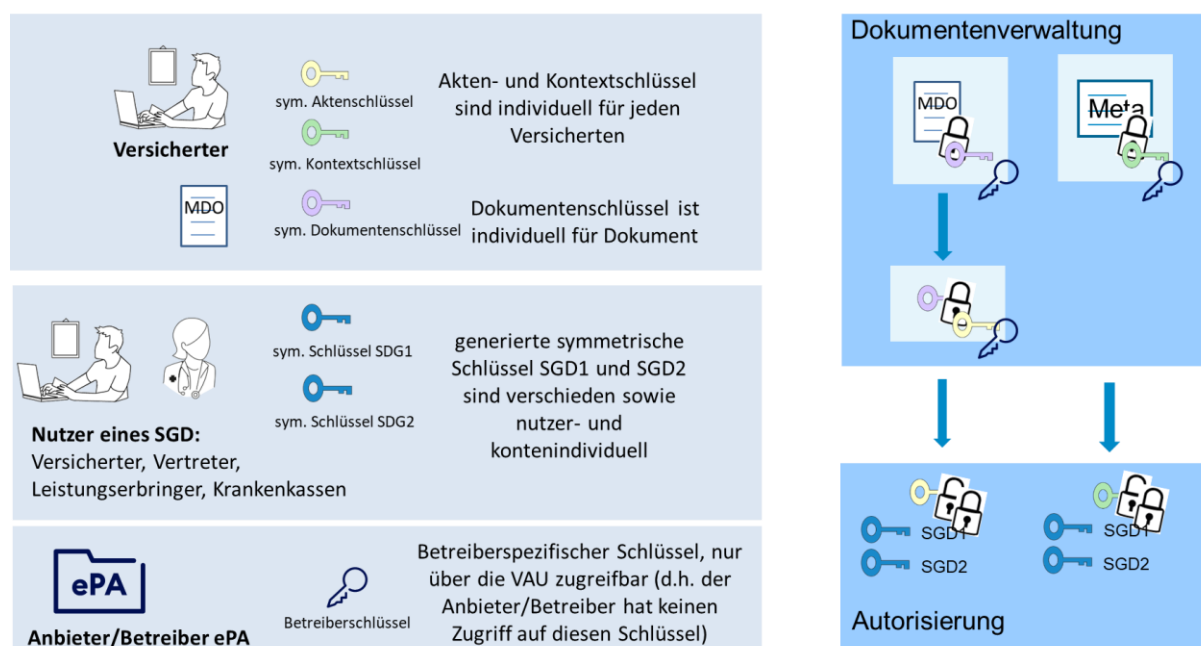 sym. Aktenschlüssel
sym. Kontextschlüssel
Versicherter
Akten- und Kontextschlüssel
sind individuell für jeden
Versicherten
MDO
sym. Dokumentenschlüssel
Dokumentenschlüssel ist
individuell für Dokument
sym. Schlüssel SDG1
sym. Schlüssel SDG2
generierte symmetrische
Schlüssel SGD1 und SGD2
sind verschieden sowie
nutzer- und
kontenindividuell
Nutzer eines SGD:
Versicherter, Vertreter,
Leistungserbringer, Krankenkassen
ePA
Anbieter/Betreiber ePA
Betreiberschlüssel
Betreiberspezifischer Schlüssel, nur
über die VAU zugreifbar (d.h. der
Anbieter/Betreiber hat keinen
Zugriff auf diesen Schlüssel)
Dokumentenverwaltung
MDO
Meta
SGD1
SGD2
SGD1
SGD2
Autorisierung